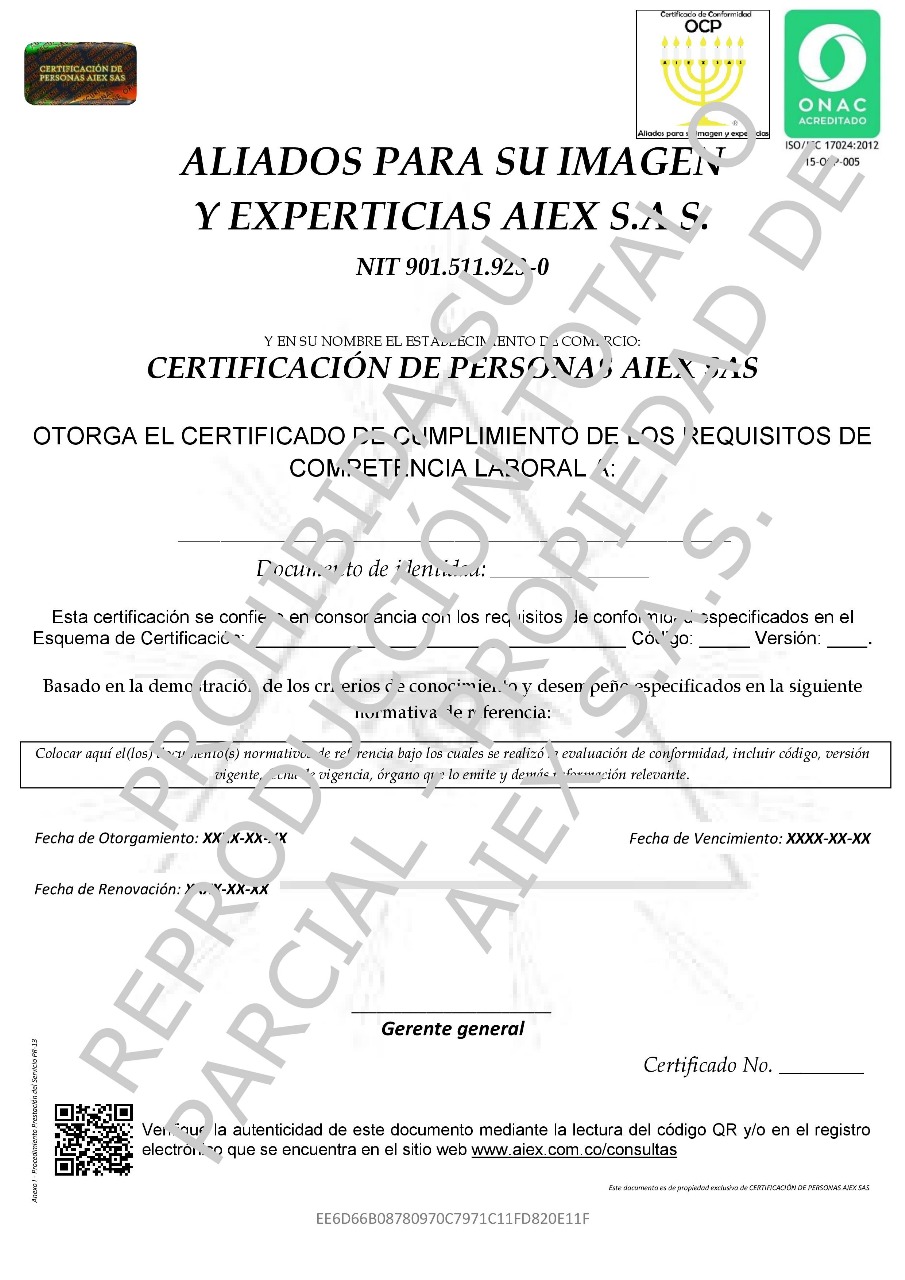 Certificado de Conformidad
OCP
CERTIFICACIÓN DE
PERSONAS AIEX SAS
Aliados para su Imagen y experticias
ONAC
ACREDITADO
ISO/IEC 17024:2012
15-OCP-005
ALIADOS PARA SU IMAGEN
Y EXPERTICIAS AIEX S.A.S.
NIT 901.511.923-0
Y EN SU NOMBRE EL ESTABLECIMIENTO DE COMERCIO:
CERTIFICACIÓN DE PERSONAS AIEX SAS
OTORGA EL CERTIFICADO DE CUMPLIMIENTO DE LOS REQUISITOS DE
COMPETENCIA LABORAL A:
Documento de identidad: ______________
Esta certificación se confiere en consonancia con los requisitos de conformidad especificados en el
Esquema de Certificación: ______________________________________ Código: _____ Versión: ____.
Basado en la demostración de los criterios de conocimiento y desempeño especificados en la siguiente
normativa de referencia:
Colocar aquí el(los) documento(s) normativos de referencia bajo los cuales se realizó la evaluación de conformidad, incluir código, versión
vigente, fecha de vigencia, órgano que lo emite y demás información relevante.
Fecha de Otorgamiento: XXXX-XX-XX
Fecha de Vencimiento: XXXX-XX-XX
Fecha de Renovación: XXXX-XX-XX
Gerente general
Certificado No. ________
Anexo I - Procedimiento Prestación del Servicio PR-13
Verifique la autenticidad de este documento mediante la lectura del código QR y/o en el registro
electrónico que se encuentra en el sitio web www.aiex.com.co/consultas
Este documento es de propiedad exclusiva de CERTIFICACIÓN DE PERSONAS AIEX SAS
EE6D66B08780970C7971C11FD820E11F
PROHIBIDA SU
REPRODUCCIÓN TOTAL O
PARCIAL - PROPIEDAD DE
AIEX S.A.S.